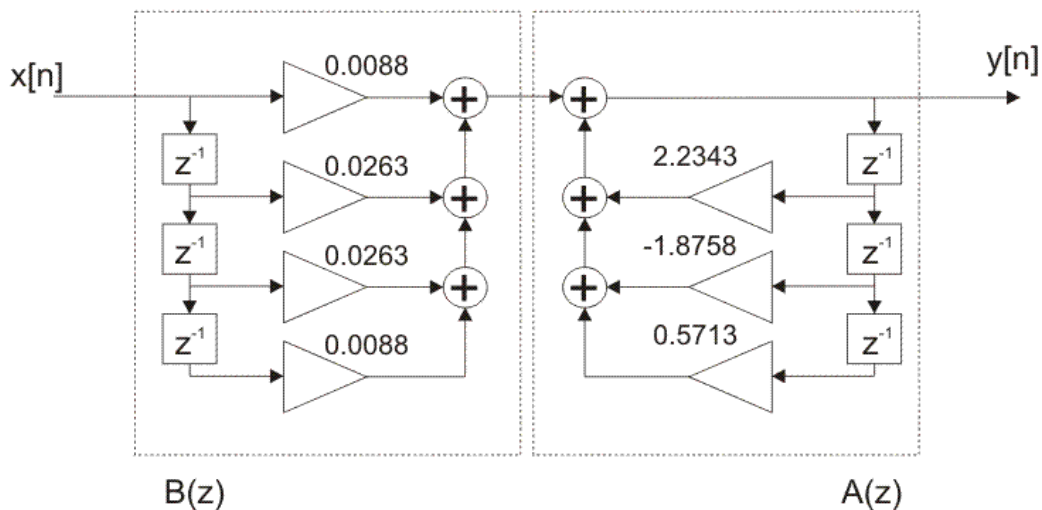 x[n]
0.0088
y[n]
z⁻¹
0.0263
2.2343
z⁻¹
z⁻¹
0.0263
-1.8758
z⁻¹
z⁻¹
0.0088
0.5713
z⁻¹
B(z)
A(z)